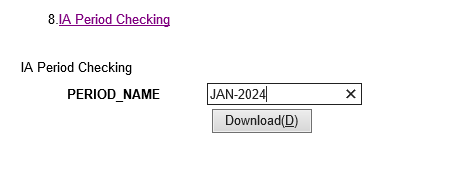 8.IA Period Checking
IA Period Checking
PERIOD_NAME JAN-2024
Download(D)